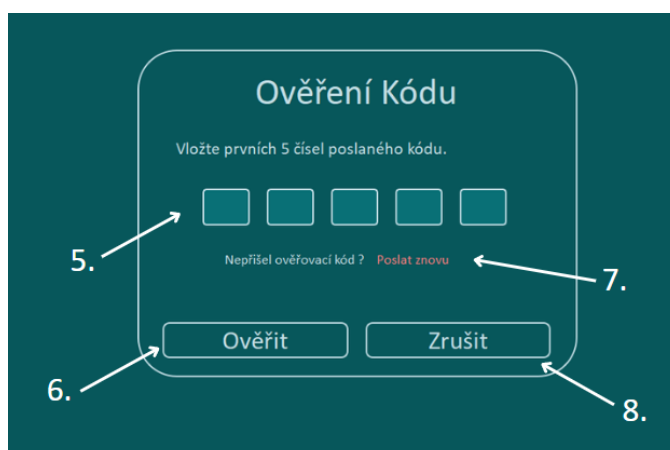 Ověření Kódu
Vložte prvních 5 čísel poslaného kódu.
5.
Nepřišel ověřovací kód ? Poslat znovu
7.
Ověřit Zrušit
6.
8.